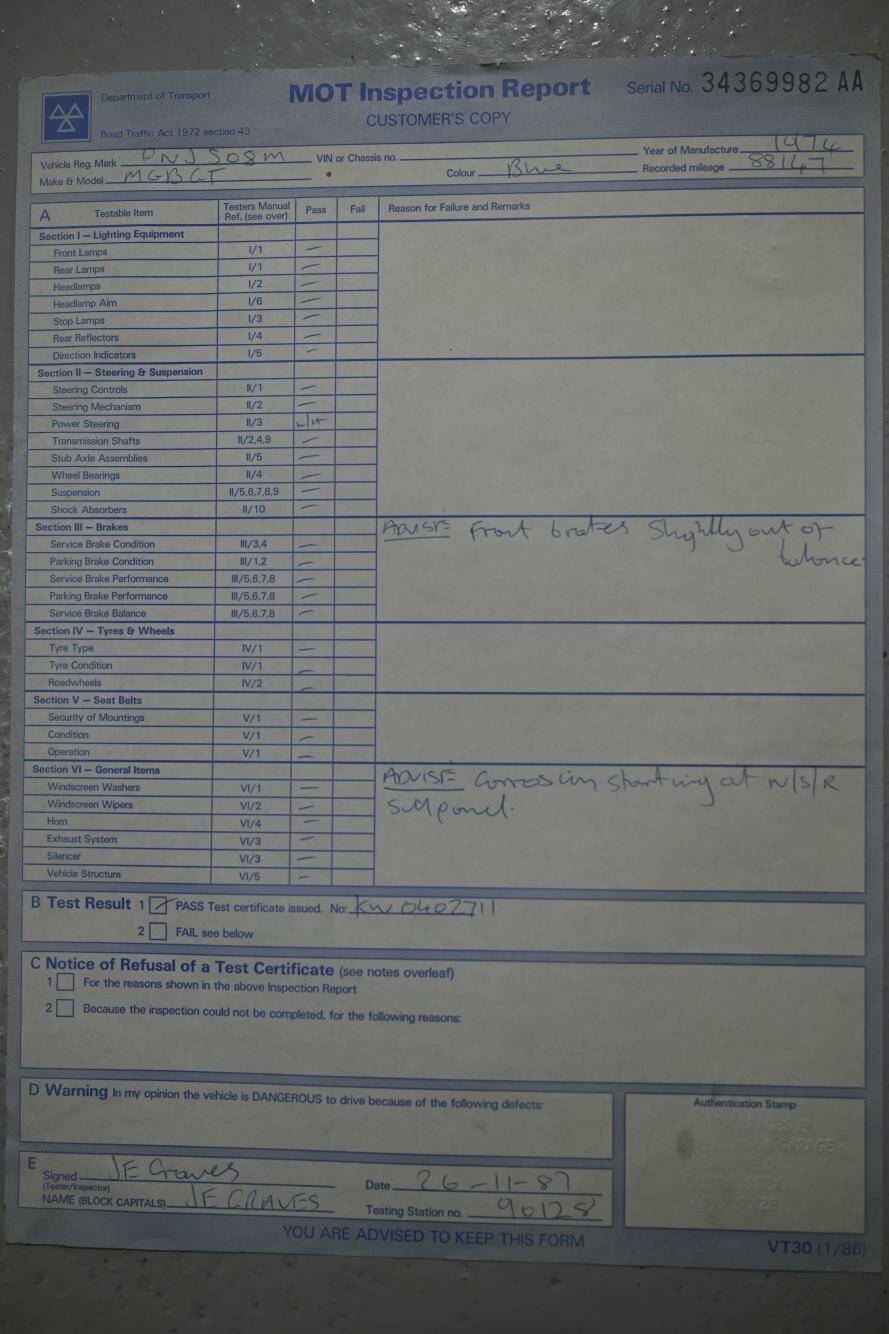 Department of Transport
MOT Inspection Report
Serial No. 34369982 AA
CUSTOMER'S COPY
Road Traffic Act 1972 section 43
Vehicle Reg. Mark PNJ 508M VIN or Chassis no. Year of Manufacture 1974
Make & Model MGBGT Colour Blue Recorded mileage 88147
A Testable Item Testers Manual Ref. (see over) Pass Fail Reason for Failure and Remarks
Section I — Lighting Equipment
Front Lamps I/1 —
Rear Lamps I/1 —
Headlamps I/2 —
Headlamp Aim I/6 —
Stop Lamps I/3 —
Rear Reflectors I/4 —
Direction Indicators I/5 —
Section II — Steering & Suspension
Steering Controls II/1 —
Steering Mechanism II/2 —
Power Steering II/3 N/A
Transmission Shafts II/2,4,9 —
Stub Axle Assemblies II/5 —
Wheel Bearings II/4 —
Suspension II/5,6,7,8,9 —
Shock Absorbers II/10 —
Section III — Brakes ADVISE Front brakes Slightly out of
Service Brake Condition III/3,4 — balance.
Parking Brake Condition III/1,2 —
Service Brake Performance III/5,6,7,8 —
Parking Brake Performance III/5,6,7,8 —
Service Brake Balance III/5,6,7,8 —
Section IV — Tyres & Wheels
Tyre Type IV/1 —
Tyre Condition IV/1 —
Roadwheels IV/2 —
Section V — Seat Belts
Security of Mountings V/1 —
Condition V/1 —
Operation V/1 —
Section VI — General Items ADVISE Corrosion starting at N/S/R
Windscreen Washers VI/1 —
Windscreen Wipers VI/2 — Sill panel.
Horn VI/4 —
Exhaust System VI/3 —
Silencer VI/3 —
Vehicle Structure VI/5 —
B Test Result 1 PASS Test certificate issued. No: KW 0402711
2 FAIL see below
C Notice of Refusal of a Test Certificate (see notes overleaf)
1 For the reasons shown in the above Inspection Report
2 Because the inspection could not be completed, for the following reasons:
D Warning In my opinion the vehicle is DANGEROUS to drive because of the following defects:
Authentication Stamp
GARAGE
E Signed JE Graves Date 26-11-87
(Tester/Inspector)
NAME (BLOCK CAPITALS) JE GRAVES Testing Station no. 90128
YOU ARE ADVISED TO KEEP THIS FORM
VT30 (1/86)